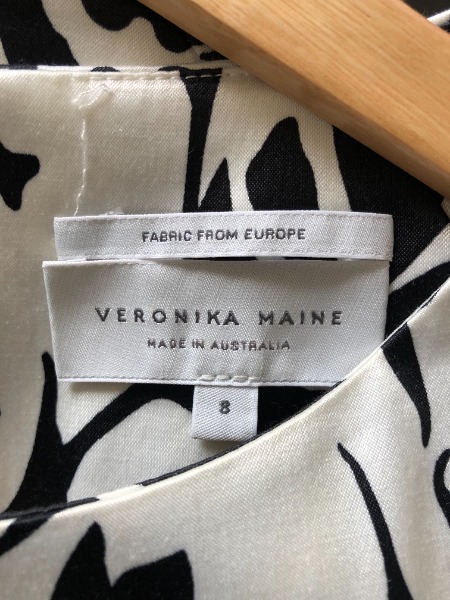 FABRIC FROM EUROPE
VERONIKA MAINE
MADE IN AUSTRALIA
8